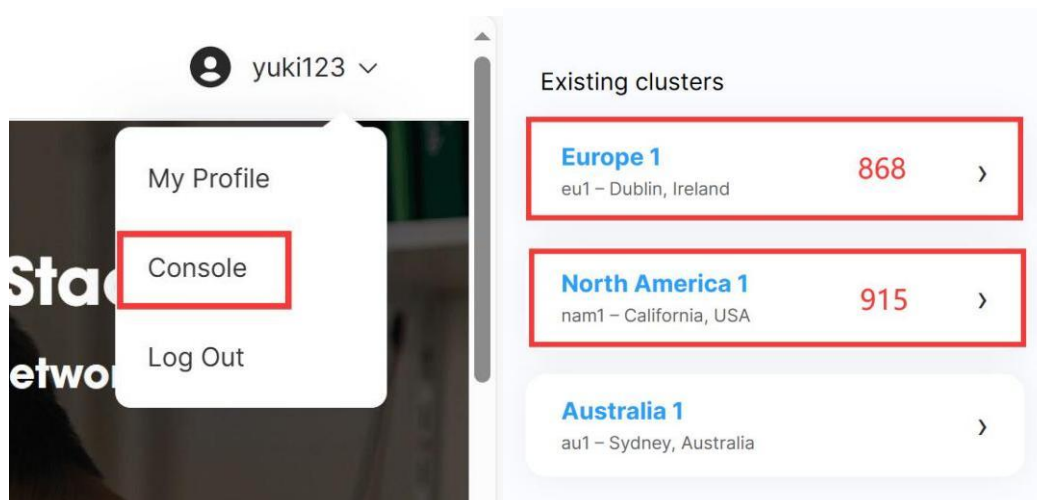 yuki123
My Profile
Console
Log Out
Sta
etwo
Existing clusters
Europe 1
868
eu1 – Dublin, Ireland
North America 1
915
nam1 – California, USA
Australia 1
au1 – Sydney, Australia